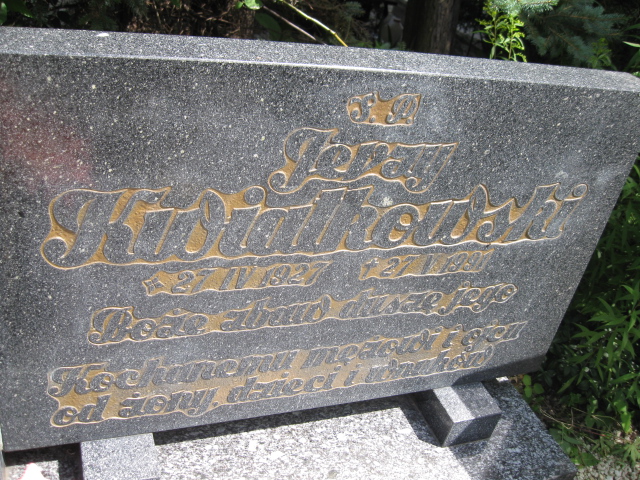 Ś. P.
Jerzy
Kwiatkowski
* 27 IV 1927 † 27 V 1991
Boże zbaw duszę jego
Kochanemu mężowi i ojcu
od żony dzieci i wnuków